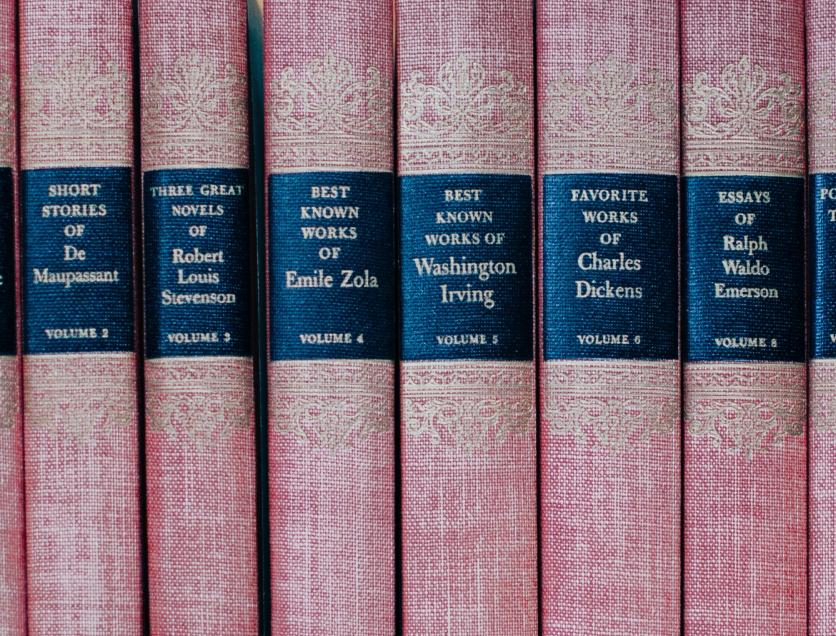 SHORT
STORIES
OF
De
Maupassant
VOLUME 2
THREE GREAT
NOVELS
OF
Robert
Louis
Stevenson
VOLUME 3
BEST
KNOWN
WORKS
OF
Emile Zola
VOLUME 4
BEST
KNOWN
WORKS OF
Washington
Irving
VOLUME 5
FAVORITE
WORKS
OF
Charles
Dickens
VOLUME 6
ESSAYS
OF
Ralph
Waldo
Emerson
VOLUME 8